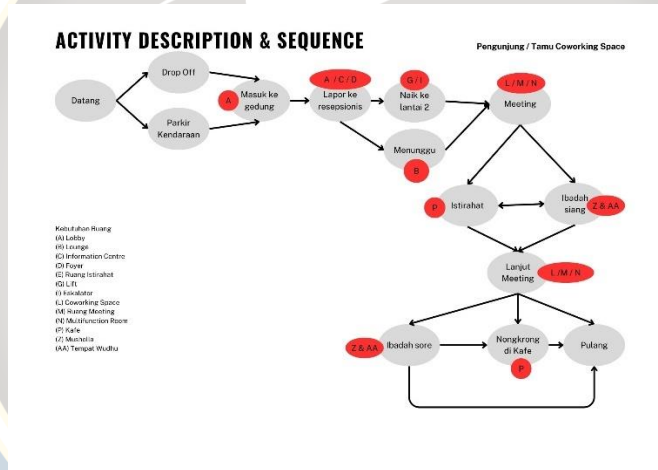 ACTIVITY DESCRIPTION & SEQUENCE
Pengunjung / Tamu Coworking Space
Datang
Drop Off
Parkir
Kendaraan
A
Masuk ke
gedung
A / C / D
Lapor ke
resepsionis
G / I
Naik ke
lantai 2
Menunggu
B
L / M / N
Meeting
P
Istirahat
Ibadah
siang
Z & AA
Lanjut
Meeting
L / M / N
Z & AA
Ibadah sore
Nongkrong
di Kafe
P
Pulang
Kebutuhan Ruang
(A) Lobby
(B) Lounge
(C) Information Centre
(D) Foyer
(E) Ruang Istirahat
(G) Lift
(I) Eskalator
(L) Coworking Space
(M) Ruang Meeting
(N) Multifunction Room
(P) Kafe
(Z) Musholla
(AA) Tempat Wudhu